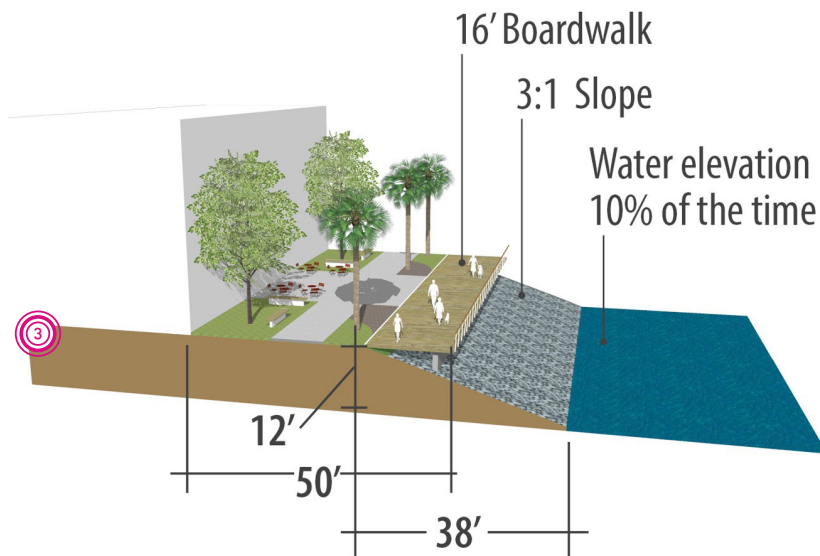 16’ Boardwalk
3:1 Slope
Water elevation
10% of the time
3
12’
50’
38’